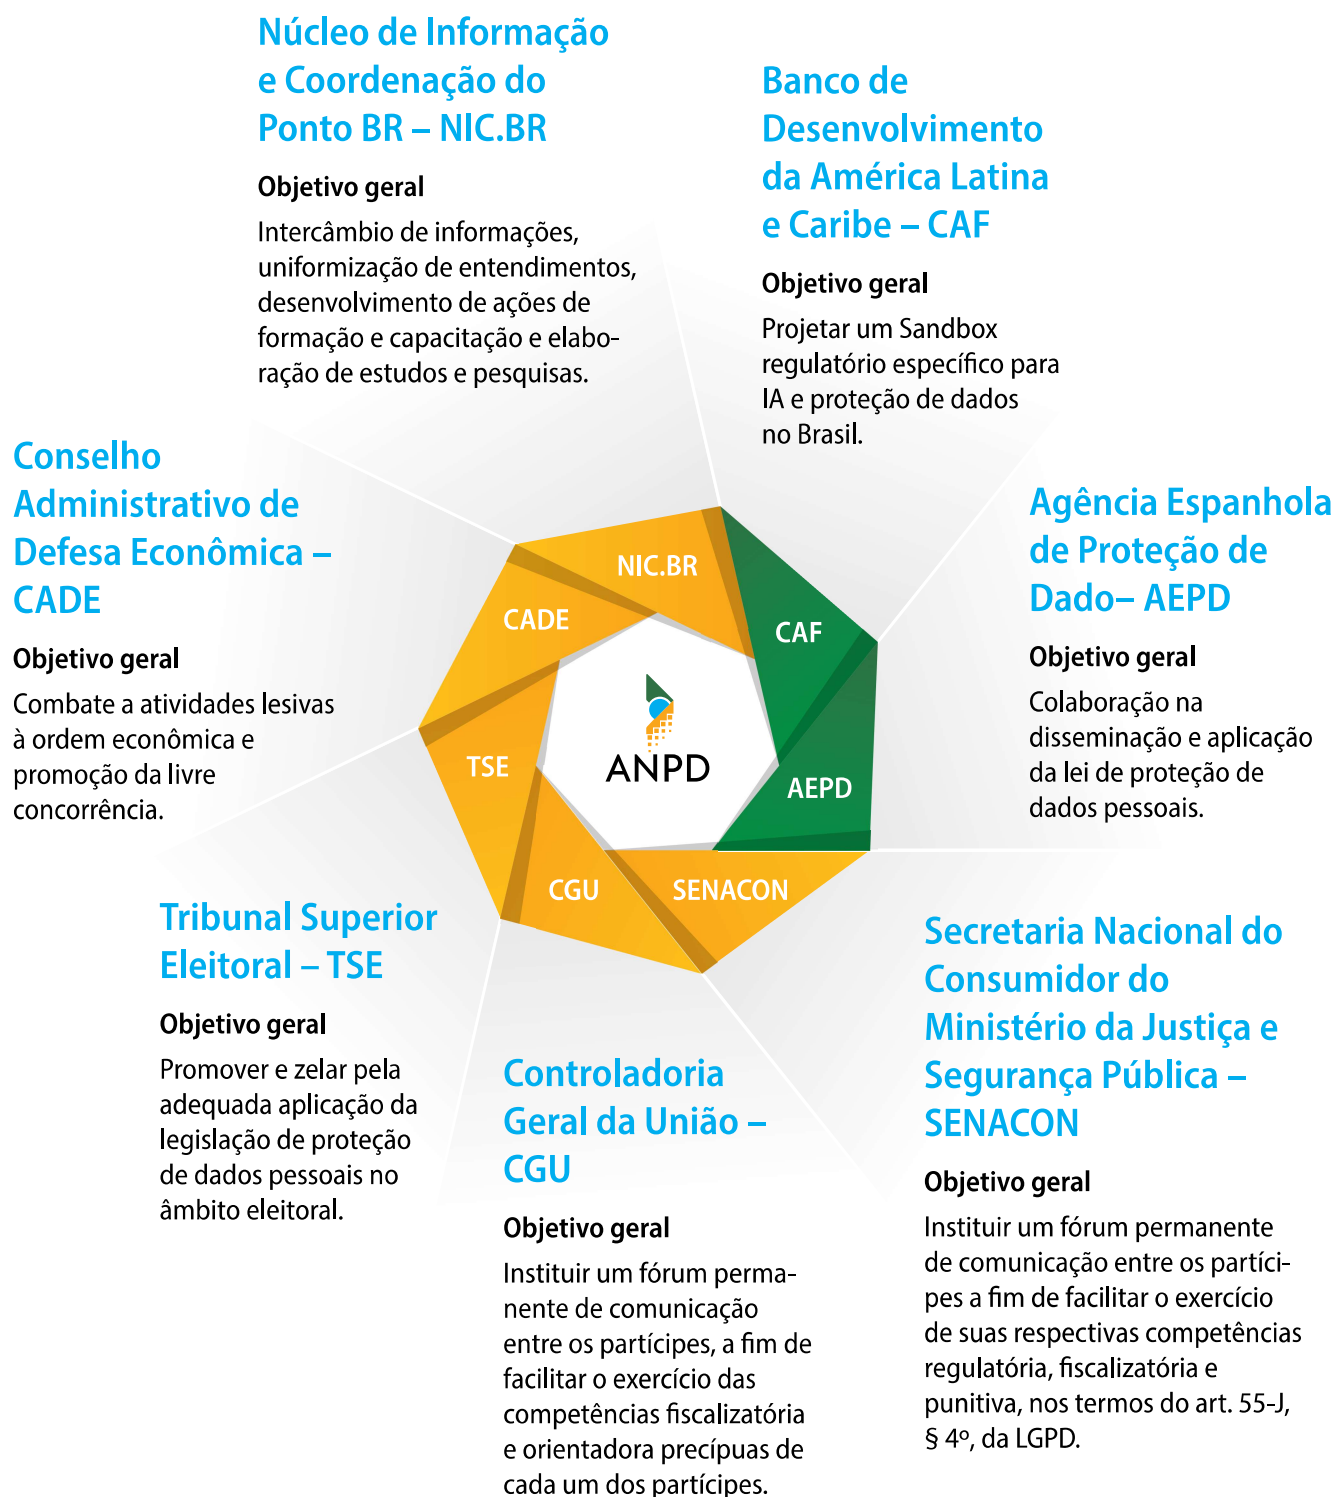 Núcleo de Informação
e Coordenação do
Ponto BR – NIC.BR
Objetivo geral
Intercâmbio de informações,
uniformização de entendimentos,
desenvolvimento de ações de
formação e capacitação e elabo-
ração de estudos e pesquisas.
Banco de
Desenvolvimento
da América Latina
e Caribe – CAF
Objetivo geral
Projetar um Sandbox
regulatório específico para
IA e proteção de dados
no Brasil.
Conselho
Administrativo de
Defesa Econômica –
CADE
Objetivo geral
Combate a atividades lesivas
à ordem econômica e
promoção da livre
concorrência.
Agência Espanhola
de Proteção de
Dado– AEPD
Objetivo geral
Colaboração na
disseminação e aplicação
da lei de proteção de
dados pessoais.
NIC.BR
CADE
CAF
TSE
ANPD
AEPD
CGU
SENACON
Tribunal Superior
Eleitoral – TSE
Objetivo geral
Promover e zelar pela
adequada aplicação da
legislação de proteção
de dados pessoais no
âmbito eleitoral.
Controladoria
Geral da União –
CGU
Objetivo geral
Instituir um fórum perma-
nente de comunicação
entre os partícipes, a fim de
facilitar o exercício das
competências fiscalizatória
e orientadora precípuas de
cada um dos partícipes.
Secretaria Nacional do
Consumidor do
Ministério da Justiça e
Segurança Pública –
SENACON
Objetivo geral
Instituir um fórum permanente
de comunicação entre os partíci-
pes a fim de facilitar o exercício
de suas respectivas competências
regulatória, fiscalizatória e
punitiva, nos termos do art. 55-J,
§ 4º, da LGPD.